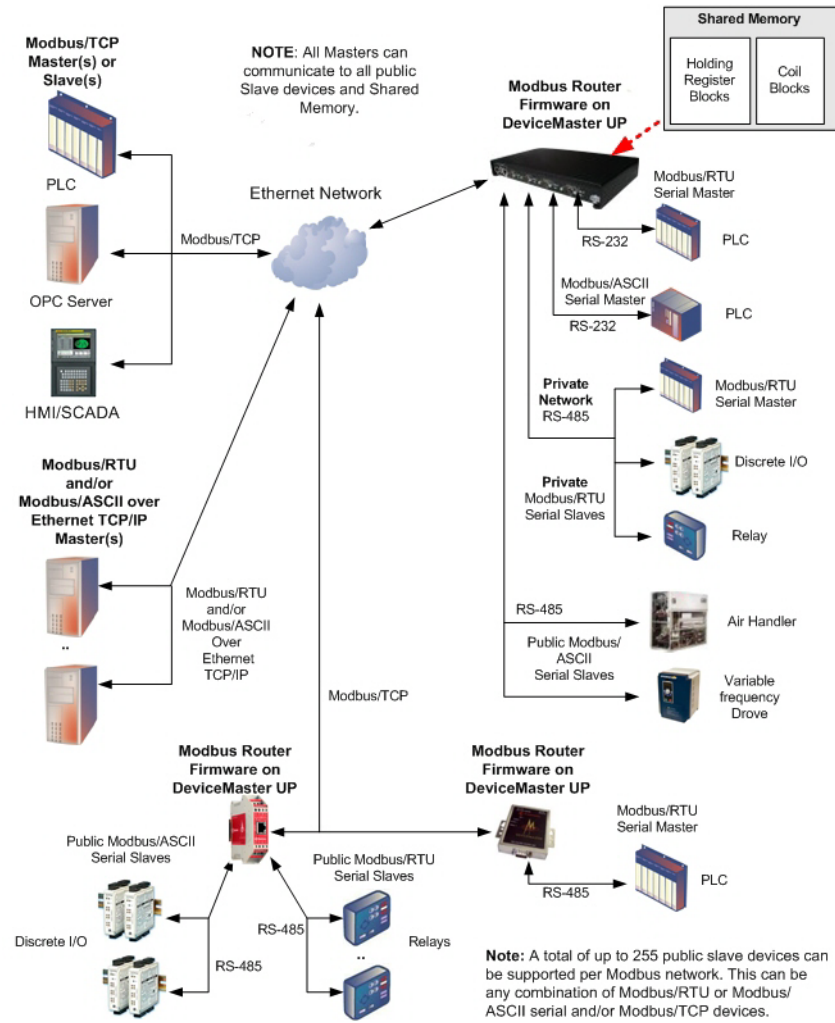 Shared Memory
Holding
Register
Blocks
Coil
Blocks
Modbus/TCP
Master(s) or
Slave(s)
NOTE: All Masters can
communicate to all public
Slave devices and Shared
Memory.
Modbus Router
Firmware on
DeviceMaster UP
PLC
Ethernet Network
Modbus/RTU
Serial Master
RS-232
PLC
Modbus/TCP
OPC Server
Modbus/ASCII
Serial Master
RS-232
PLC
HMI/SCADA
Private
Network
RS-485
Modbus/RTU
Serial Master
Discrete I/O
Private
Modbus/RTU
Serial Slaves
Relay
Modbus/RTU
and/or
Modbus/ASCII over
Ethernet TCP/IP
Master(s)
..
Modbus/RTU
and/or
Modbus/ASCII
Over
Ethernet
TCP/IP
RS-485
Air Handler
Public Modbus/
ASCII
Serial Slaves
Variable
frequency
Drove
Modbus/TCP
Modbus Router
Firmware on
DeviceMaster UP
Modbus Router
Firmware on
DeviceMaster UP
Public Modbus/ASCII
Serial Slaves
Public Modbus/RTU
Serial Slaves
Modbus/RTU
Serial Master
PLC
RS-485
Discrete I/O
RS-485
RS-485
..
Relays
Note: A total of up to 255 public slave devices can
be supported per Modbus network. This can be
any combination of Modbus/RTU or Modbus/
ASCII serial and/or Modbus/TCP devices.